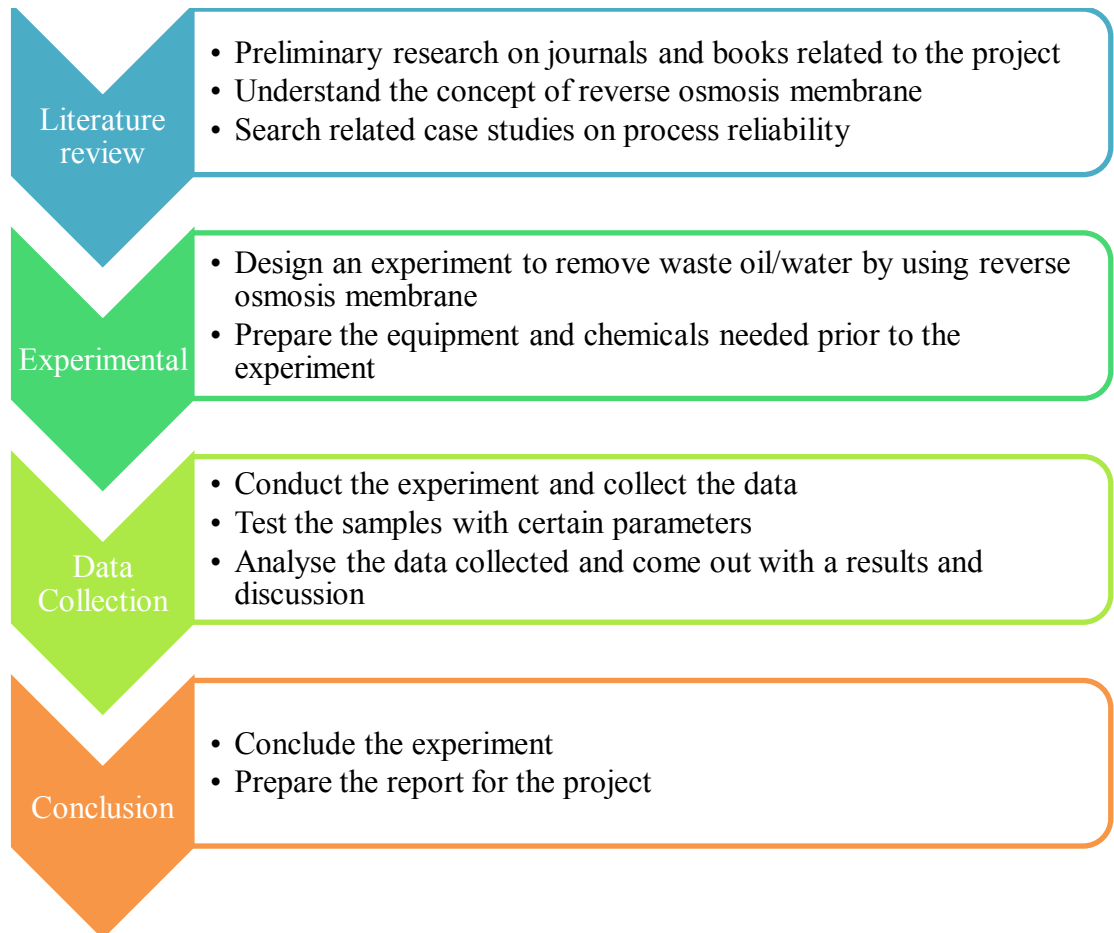 Literature
review
• Preliminary research on journals and books related to the project
• Understand the concept of reverse osmosis membrane
• Search related case studies on process reliability
Experimental
• Design an experiment to remove waste oil/water by using reverse
osmosis membrane
• Prepare the equipment and chemicals needed prior to the
experiment
Data
Collection
• Conduct the experiment and collect the data
• Test the samples with certain parameters
• Analyse the data collected and come out with a results and
discussion
Conclusion
• Conclude the experiment
• Prepare the report for the project